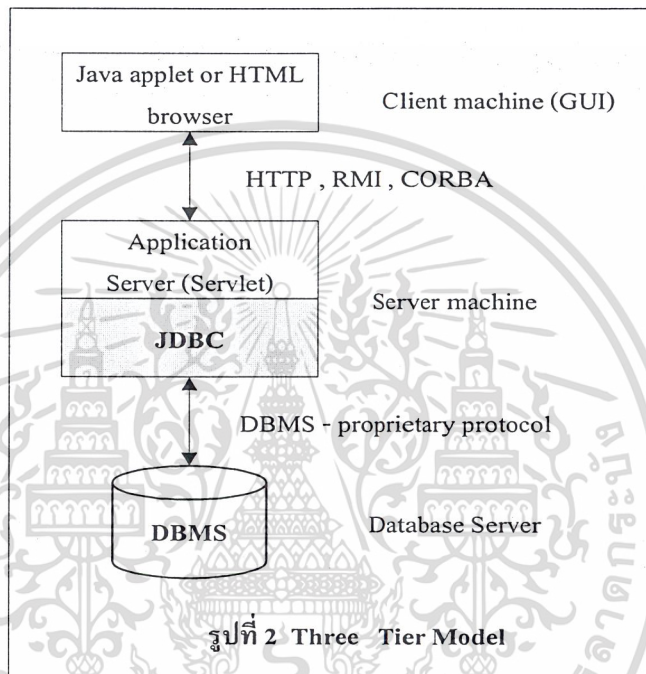 Java applet or HTML
browser
Client machine (GUI)
HTTP , RMI , CORBA
Application
Server (Servlet)
Server machine
JDBC
DBMS - proprietary protocol
DBMS
Database Server
รูปที่ 2 Three Tier Model